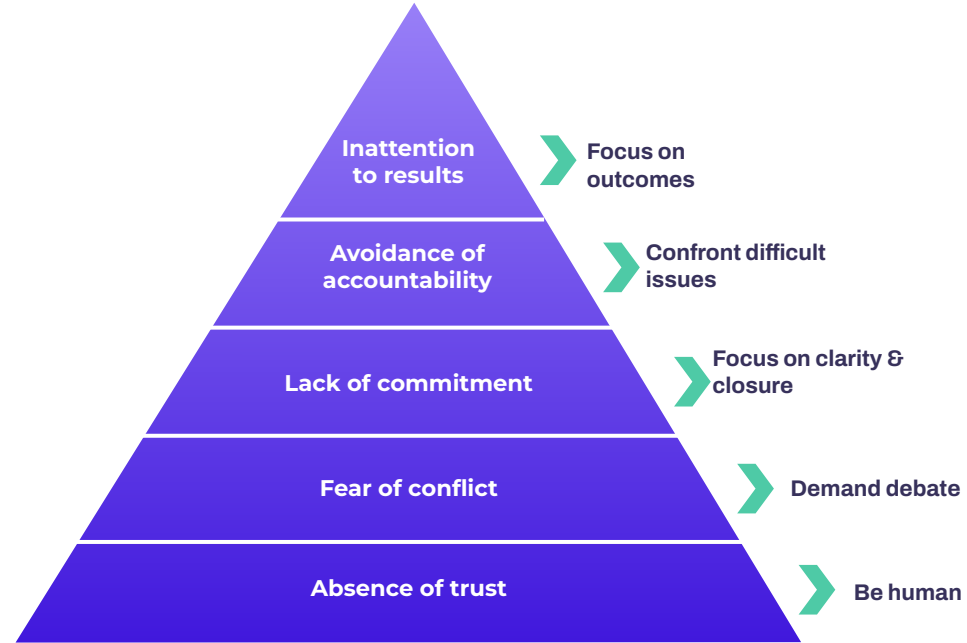 Inattention
to results
Focus on
outcomes
Avoidance of
accountability
Confront difficult
issues
Lack of commitment
Focus on clarity &
closure
Fear of conflict
Demand debate
Absence of trust
Be human